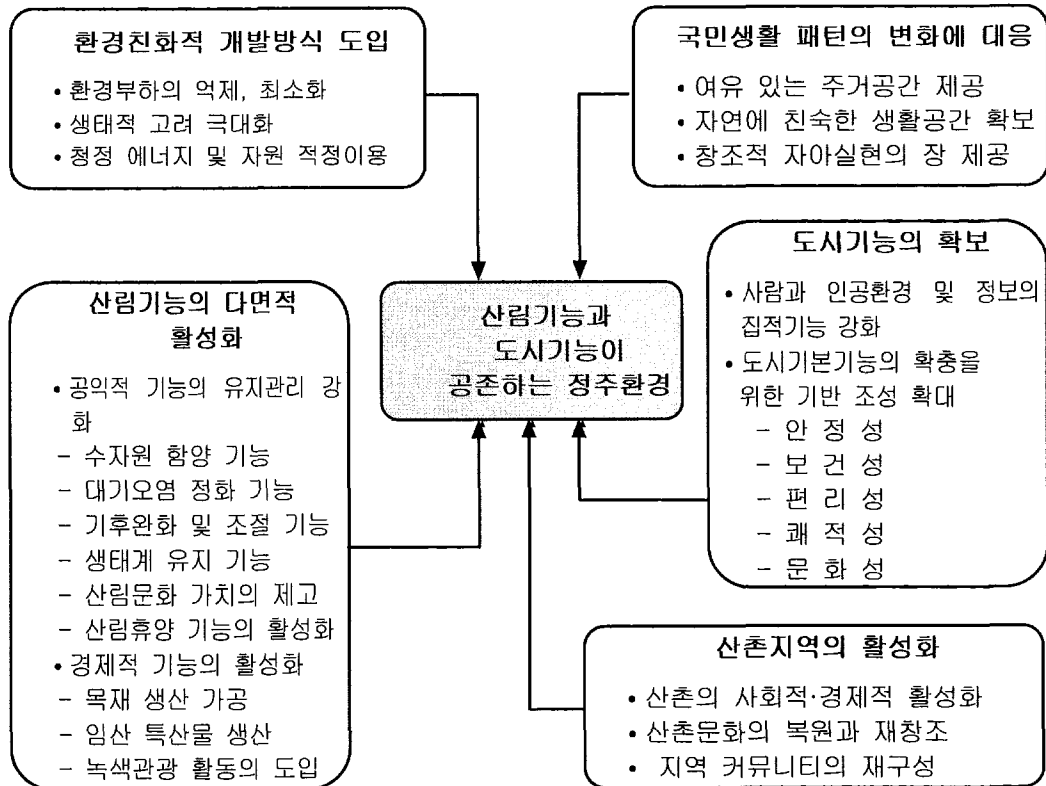 환경친화적 개발방식 도입
• 환경부하의 억제, 최소화
• 생태적 고려 극대화
• 청정 에너지 및 자원 적정이용
국민생활 패턴의 변화에 대응
• 여유 있는 주거공간 제공
• 자연에 친숙한 생활공간 확보
• 창조적 자아실현의 장 제공
산림기능의 다면적
활성화
• 공익적 기능의 유지관리 강
화
- 수자원 함양 기능
- 대기오염 정화 기능
- 기후완화 및 조절 기능
- 생태계 유지 기능
- 산림문화 가치의 제고
- 산림휴양 기능의 활성화
• 경제적 기능의 활성화
- 목재 생산 가공
- 임산 특산물 생산
- 녹색관광 활동의 도입
산림기능과
도시기능이
공존하는 정주환경
도시기능의 확보
• 사람과 인공환경 및 정보의
집적기능 강화
• 도시기본기능의 확충을
위한 기반 조성 확대
- 안 정 성
- 보 건 성
- 편 리 성
- 쾌 적 성
- 문 화 성
산촌지역의 활성화
• 산촌의 사회적·경제적 활성화
• 산촌문화의 복원과 재창조
• 지역 커뮤니티의 재구성